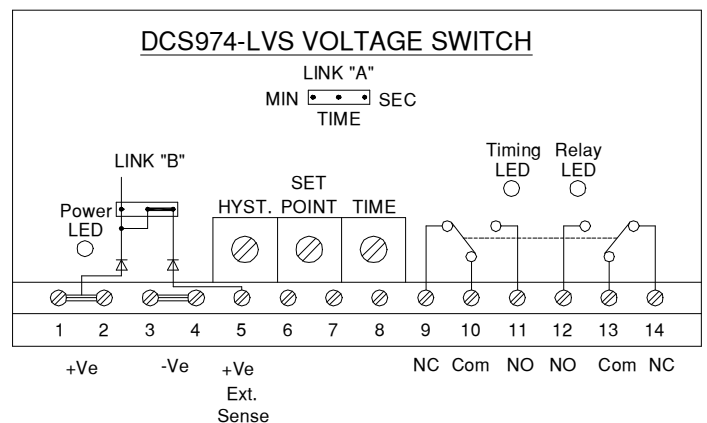 DCS974-LVS VOLTAGE SWITCH
LINK "A"
MIN SEC
TIME
LINK "B"
Power
LED
Timing
LED
Relay
LED
HYST.
SET
POINT
TIME
1 2 3 4 5 6 7 8 9 10 11 12 13 14
+Ve -Ve +Ve NC Com NO NO Com NC
Ext.
Sense